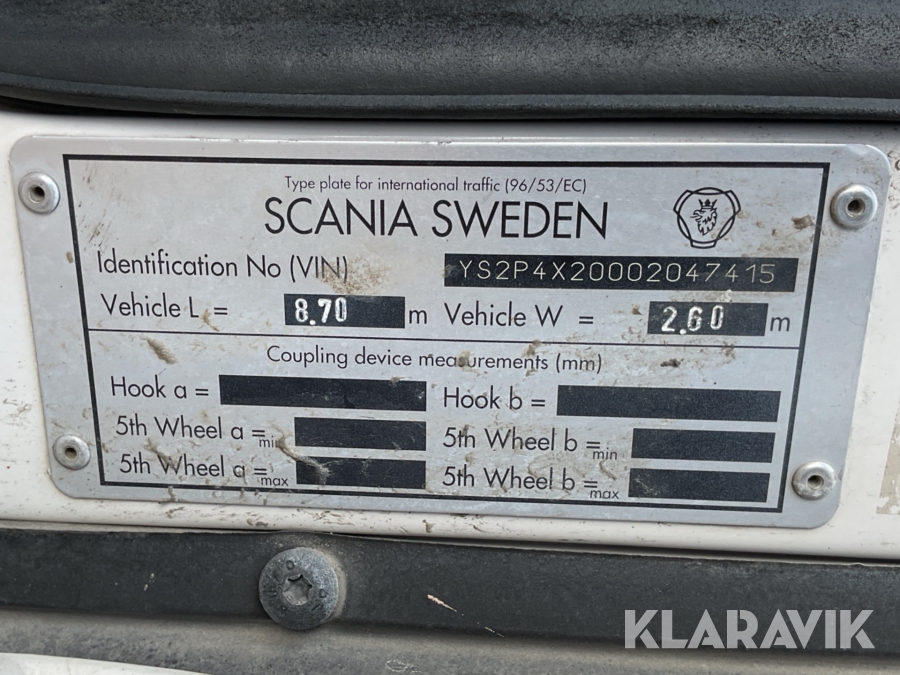 Type plate for international traffic (96/53/EC)
SCANIA SWEDEN
Identification No (VIN) YS2P4X20002047415
Vehicle L = 8.70 m Vehicle W = 2.60 m
Coupling device measurements (mm)
Hook a = Hook b =
5th Wheel a = min 5th Wheel b = min
5th Wheel a = max 5th Wheel b = max
KLARAVIK